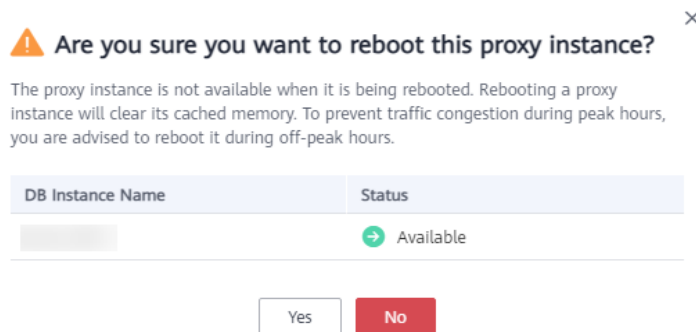 Are you sure you want to reboot this proxy instance?
The proxy instance is not available when it is being rebooted. Rebooting a proxy
instance will clear its cached memory. To prevent traffic congestion during peak hours,
you are advised to reboot it during off-peak hours.
DB Instance Name Status
Available
Yes No